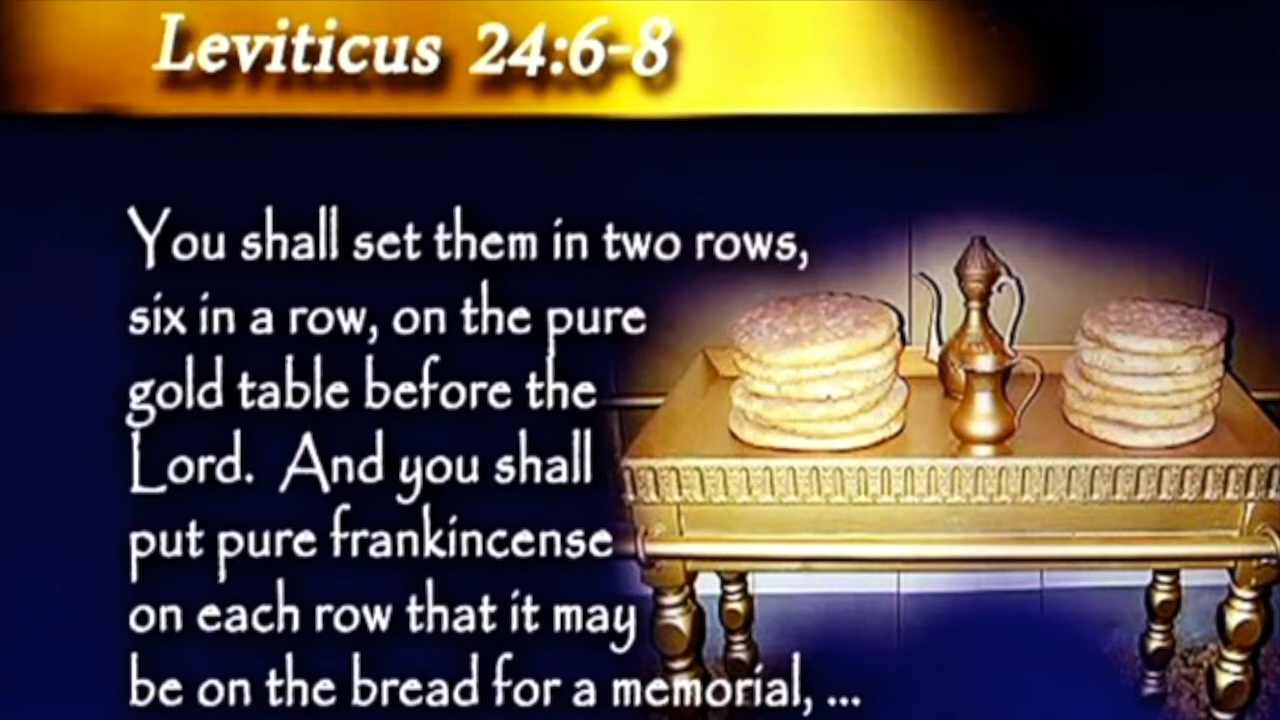 Leviticus 24:6-8
You shall set them in two rows,
six in a row, on the pure
gold table before the
Lord. And you shall
put pure frankincense
on each row that it may
be on the bread for a memorial, ...